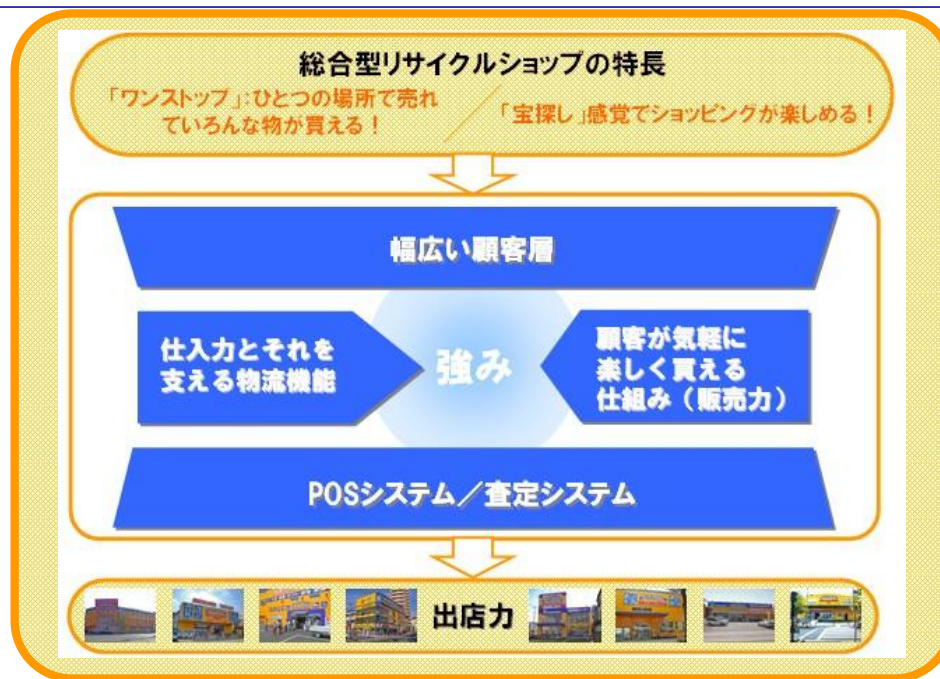 総合型リサイクルショップの特長
「ワンストップ」：ひとつの場所で売れ
ていろんな物が買える！
「宝探し」感覚でショッピングが楽しめる！
幅広い顧客層
仕入力とそれを
支える物流機能
強み
顧客が気軽に
楽しく買える
仕組み（販売力）
POSシステム／査定システム
出店力